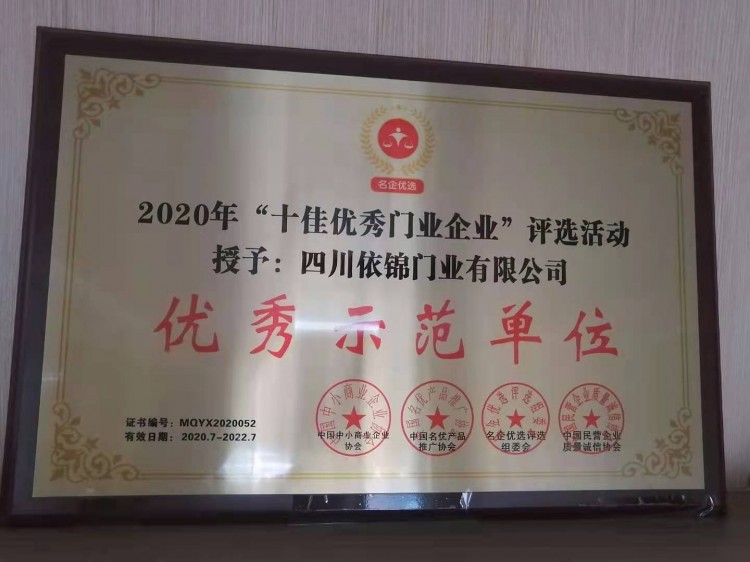 名企优选
2020年“十佳优秀门业企业”评选活动
授予：四川依锦门业有限公司
优秀示范单位
证书编号：MQYX2020052
有效日期：2020.7-2022.7
中国中小商业企业
协会
中国名优产品
推广协会
名企优选评选
组委会
中国民营企业
质量诚信协会